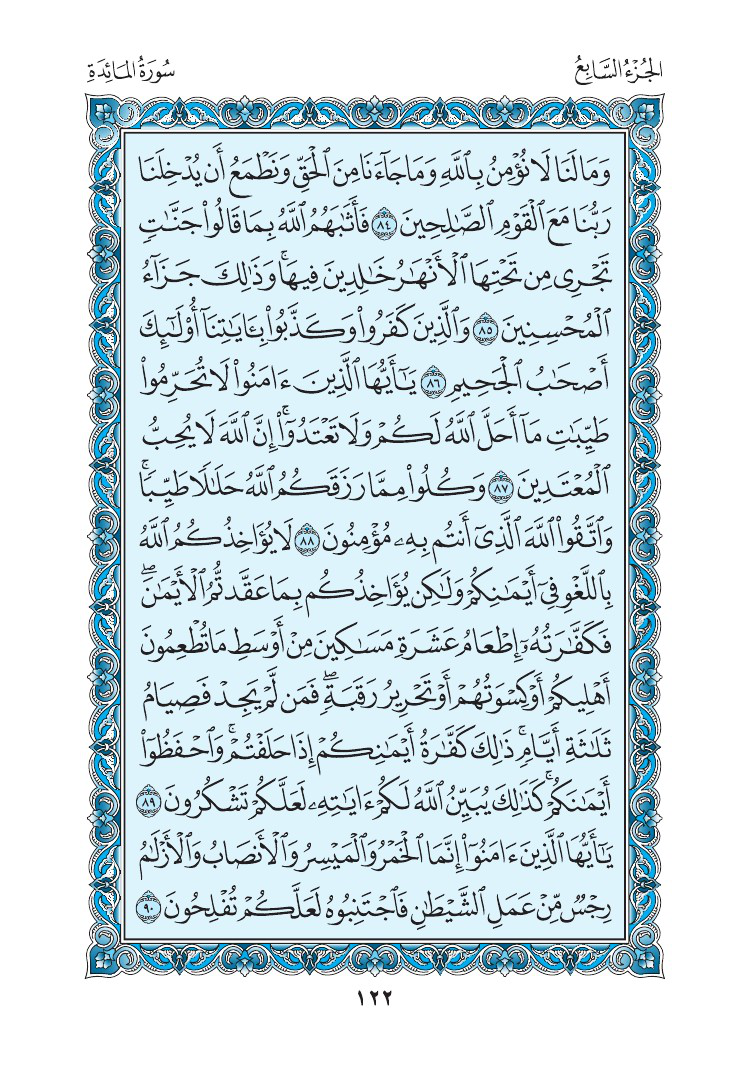 الجُزْءُ السَّابِعُ
سُورَةُ المَائِدَةِ
وَمَا لَنَا لَا نُؤْمِنُ بِٱللَّهِ وَمَا جَآءَنَا مِنَ ٱلْحَقِّ وَنَطْمَعُ أَن يُدْخِلَنَا
رَبُّنَا مَعَ ٱلْقَوْمِ ٱلصَّٰلِحِينَ ٨٤ فَأَثَٰبَهُمُ ٱللَّهُ بِمَا قَالُوا۟ جَنَّٰتٍ
تَجْرِى مِن تَحْتِهَا ٱلْأَنْهَٰرُ خَٰلِدِينَ فِيهَا ۚ وَذَٰلِكَ جَزَآءُ
ٱلْمُحْسِنِينَ ٨٥ وَٱلَّذِينَ كَفَرُوا۟ وَكَذَّبُوا۟ بِـَٔايَٰتِنَآ أُو۟لَٰٓئِكَ
أَصْحَٰبُ ٱلْجَحِيمِ ٨٦ يَٰٓأَيُّهَا ٱلَّذِينَ ءَامَنُوا۟ لَا تُحَرِّمُوا۟
طَيِّبَٰتِ مَآ أَحَلَّ ٱللَّهُ لَكُمْ وَلَا تَعْتَدُوٓا۟ ۚ إِنَّ ٱللَّهَ لَا يُحِبُّ
ٱلْمُعْتَدِينَ ٨٧ وَكُلُوا۟ مِمَّا رَزَقَكُمُ ٱللَّهُ حَلَٰلًا طَيِّبًا ۚ
وَٱتَّقُوا۟ ٱللَّهَ ٱلَّذِىٓ أَنتُم بِهِۦ مُؤْمِنُونَ ٨٨ لَا يُؤَاخِذُكُمُ ٱللَّهُ
بِٱللَّغْوِ فِىٓ أَيْمَٰنِكُمْ وَلَٰكِن يُؤَاخِذُكُم بِمَا عَقَّدتُّمُ ٱلْأَيْمَٰنَ ۖ
فَكَفَّٰرَتُهُۥٓ إِطْعَامُ عَشَرَةِ مَسَٰكِينَ مِنْ أَوْسَطِ مَا تُطْعِمُونَ
أَهْلِيكُمْ أَوْ كِسْوَتُهُمْ أَوْ تَحْرِيرُ رَقَبَةٍ ۖ فَمَن لَّمْ يَجِدْ فَصِيَامُ
ثَلَٰثَةِ أَيَّامٍ ۚ ذَٰلِكَ كَفَّٰرَةُ أَيْمَٰنِكُمْ إِذَا حَلَفْتُمْ ۚ وَٱحْفَظُوٓا۟
أَيْمَٰنَكُمْ ۚ كَذَٰلِكَ يُبَيِّنُ ٱللَّهُ لَكُمْ ءَايَٰتِهِۦ لَعَلَّكُمْ تَشْكُرُونَ ٨٩
يَٰٓأَيُّهَا ٱلَّذِينَ ءَامَنُوٓا۟ إِنَّمَا ٱلْخَمْرُ وَٱلْمَيْسِرُ وَٱلْأَنصَابُ وَٱلْأَزْلَٰمُ
رِجْسٌ مِّنْ عَمَلِ ٱلشَّيْطَٰنِ فَٱجْتَنِبُوهُ لَعَلَّكُمْ تُفْلِحُونَ ٩٠
١٢٢